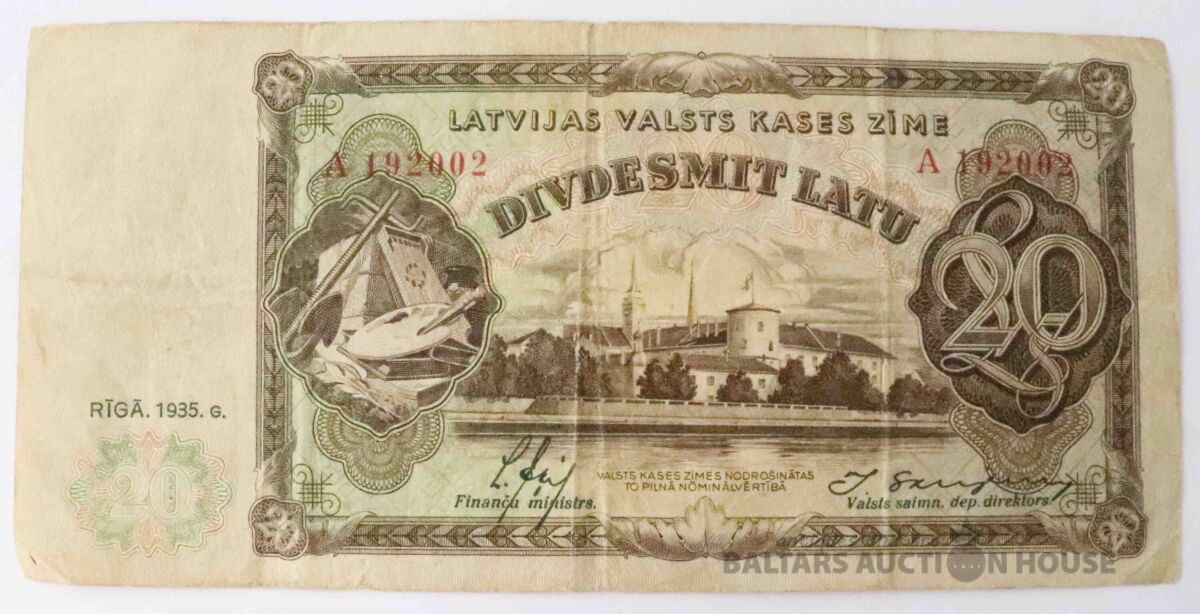 LATVIJAS VALSTS KASES ZĪME
A 192002
A 192002
DIVDESMIT LATU
20
RĪGĀ. 1935. G.
20
VALSTS KASES ZĪMES NODROŠINĀTAS
TO PILNĀ NŌMINĀLVĒRTĪBĀ
Finanču ministrs.
Valsts saimn. dep. direktors.
BALTARS AUCTION HOUSE